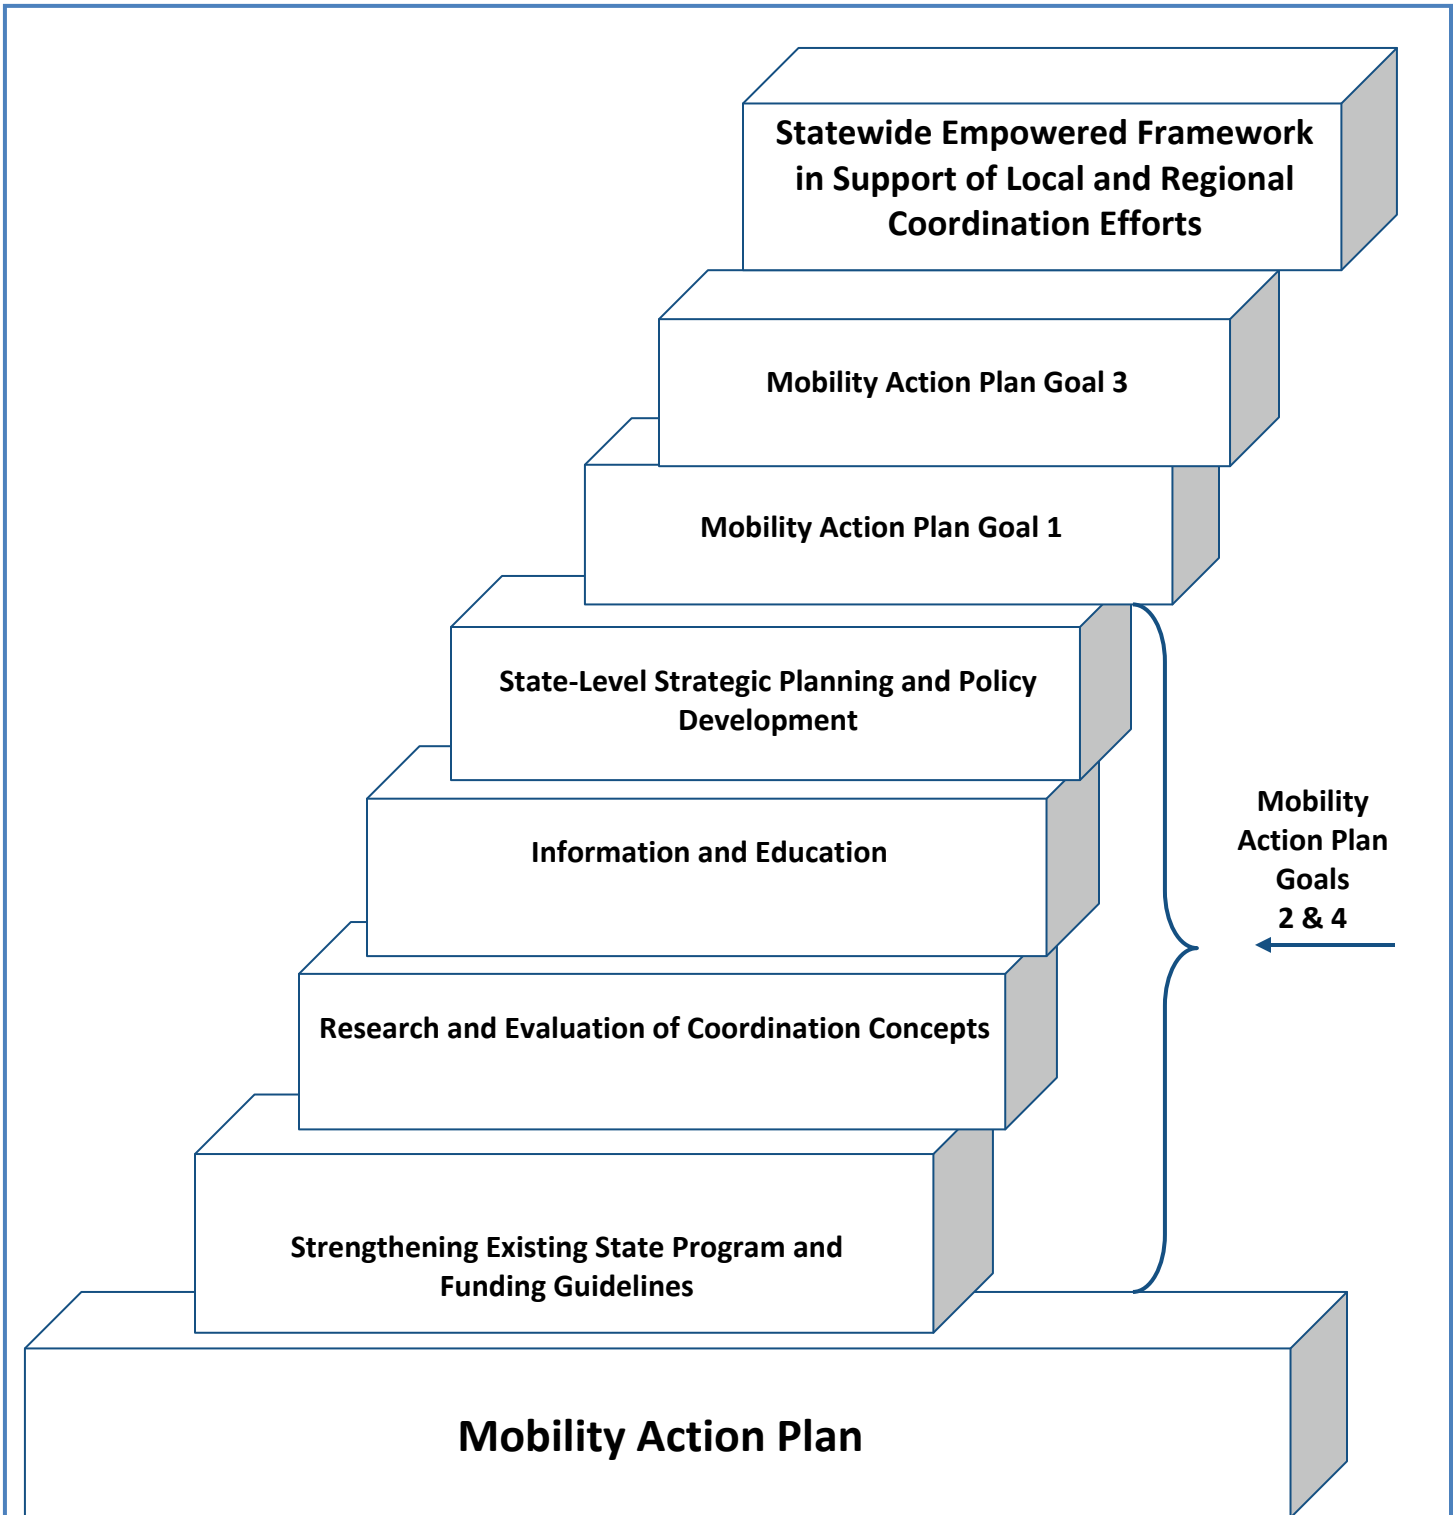 Statewide Empowered Framework
in Support of Local and Regional
Coordination Efforts
Mobility Action Plan Goal 3
Mobility Action Plan Goal 1
State-Level Strategic Planning and Policy
Development
Information and Education
Mobility
Action Plan
Goals
2 & 4
Research and Evaluation of Coordination Concepts
Strengthening Existing State Program and
Funding Guidelines
Mobility Action Plan